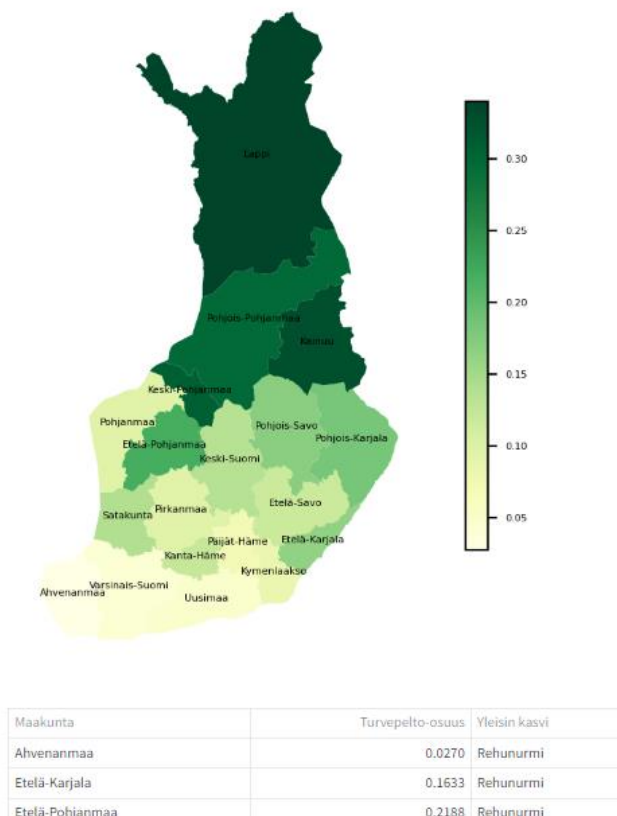 Lappi
0.30
0.25
0.20
Pohjois-Pohjanmaa
Kainuu
0.15
Keski-Pohjanmaa
Pohjanmaa
Pohjois-Savo
Etelä-Pohjanmaa
Pohjois-Karjala
0.10
Keski-Suomi
Etelä-Savo
Satakunta
Pirkanmaa
0.05
Päijät-Häme
Etelä-Karjala
Kanta-Häme
Kymenlaakso
Varsinais-Suomi
Ahvenanmaa
Uusimaa
Maakunta Turvepelto-osuus Yleisin kasvi
Ahvenanmaa 0.0270 Rehunurmi
Etelä-Karjala 0.1633 Rehunurmi
Etelä-Pohjanmaa 0.2188 Rehunurmi